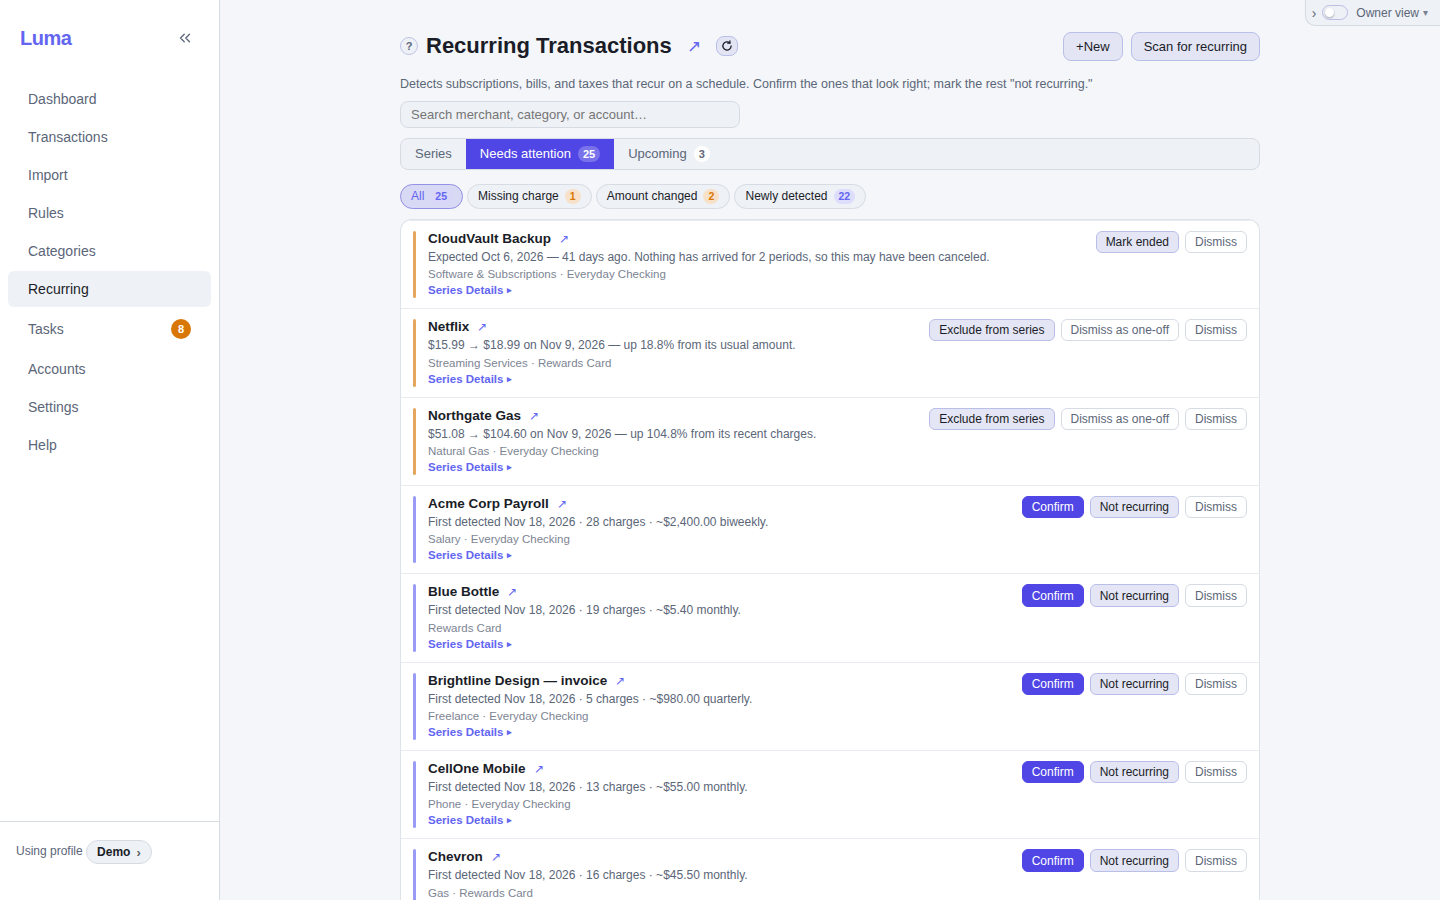 Luma
Dashboard
Transactions
Import
Rules
Categories
Recurring
Tasks 8
Accounts
Settings
Help
Using profile Demo ›
› Owner view ▾
? Recurring Transactions ↗
+New Scan for recurring
Detects subscriptions, bills, and taxes that recur on a schedule. Confirm the ones that look right; mark the rest "not recurring."
Search merchant, category, or account…
Series Needs attention 25 Upcoming 3
All 25 Missing charge 1 Amount changed 2 Newly detected 22
CloudVault Backup ↗ Mark ended Dismiss
Expected Oct 6, 2026 — 41 days ago. Nothing has arrived for 2 periods, so this may have been canceled.
Software & Subscriptions · Everyday Checking
Series Details ▸
Netflix ↗ Exclude from series Dismiss as one-off Dismiss
$15.99 → $18.99 on Nov 9, 2026 — up 18.8% from its usual amount.
Streaming Services · Rewards Card
Series Details ▸
Northgate Gas ↗ Exclude from series Dismiss as one-off Dismiss
$51.08 → $104.60 on Nov 9, 2026 — up 104.8% from its recent charges.
Natural Gas · Everyday Checking
Series Details ▸
Acme Corp Payroll ↗ Confirm Not recurring Dismiss
First detected Nov 18, 2026 · 28 charges · ~$2,400.00 biweekly.
Salary · Everyday Checking
Series Details ▸
Blue Bottle ↗ Confirm Not recurring Dismiss
First detected Nov 18, 2026 · 19 charges · ~$5.40 monthly.
Rewards Card
Series Details ▸
Brightline Design — invoice ↗ Confirm Not recurring Dismiss
First detected Nov 18, 2026 · 5 charges · ~$980.00 quarterly.
Freelance · Everyday Checking
Series Details ▸
CellOne Mobile ↗ Confirm Not recurring Dismiss
First detected Nov 18, 2026 · 13 charges · ~$55.00 monthly.
Phone · Everyday Checking
Series Details ▸
Chevron ↗ Confirm Not recurring Dismiss
First detected Nov 18, 2026 · 16 charges · ~$45.50 monthly.
Gas · Rewards Card